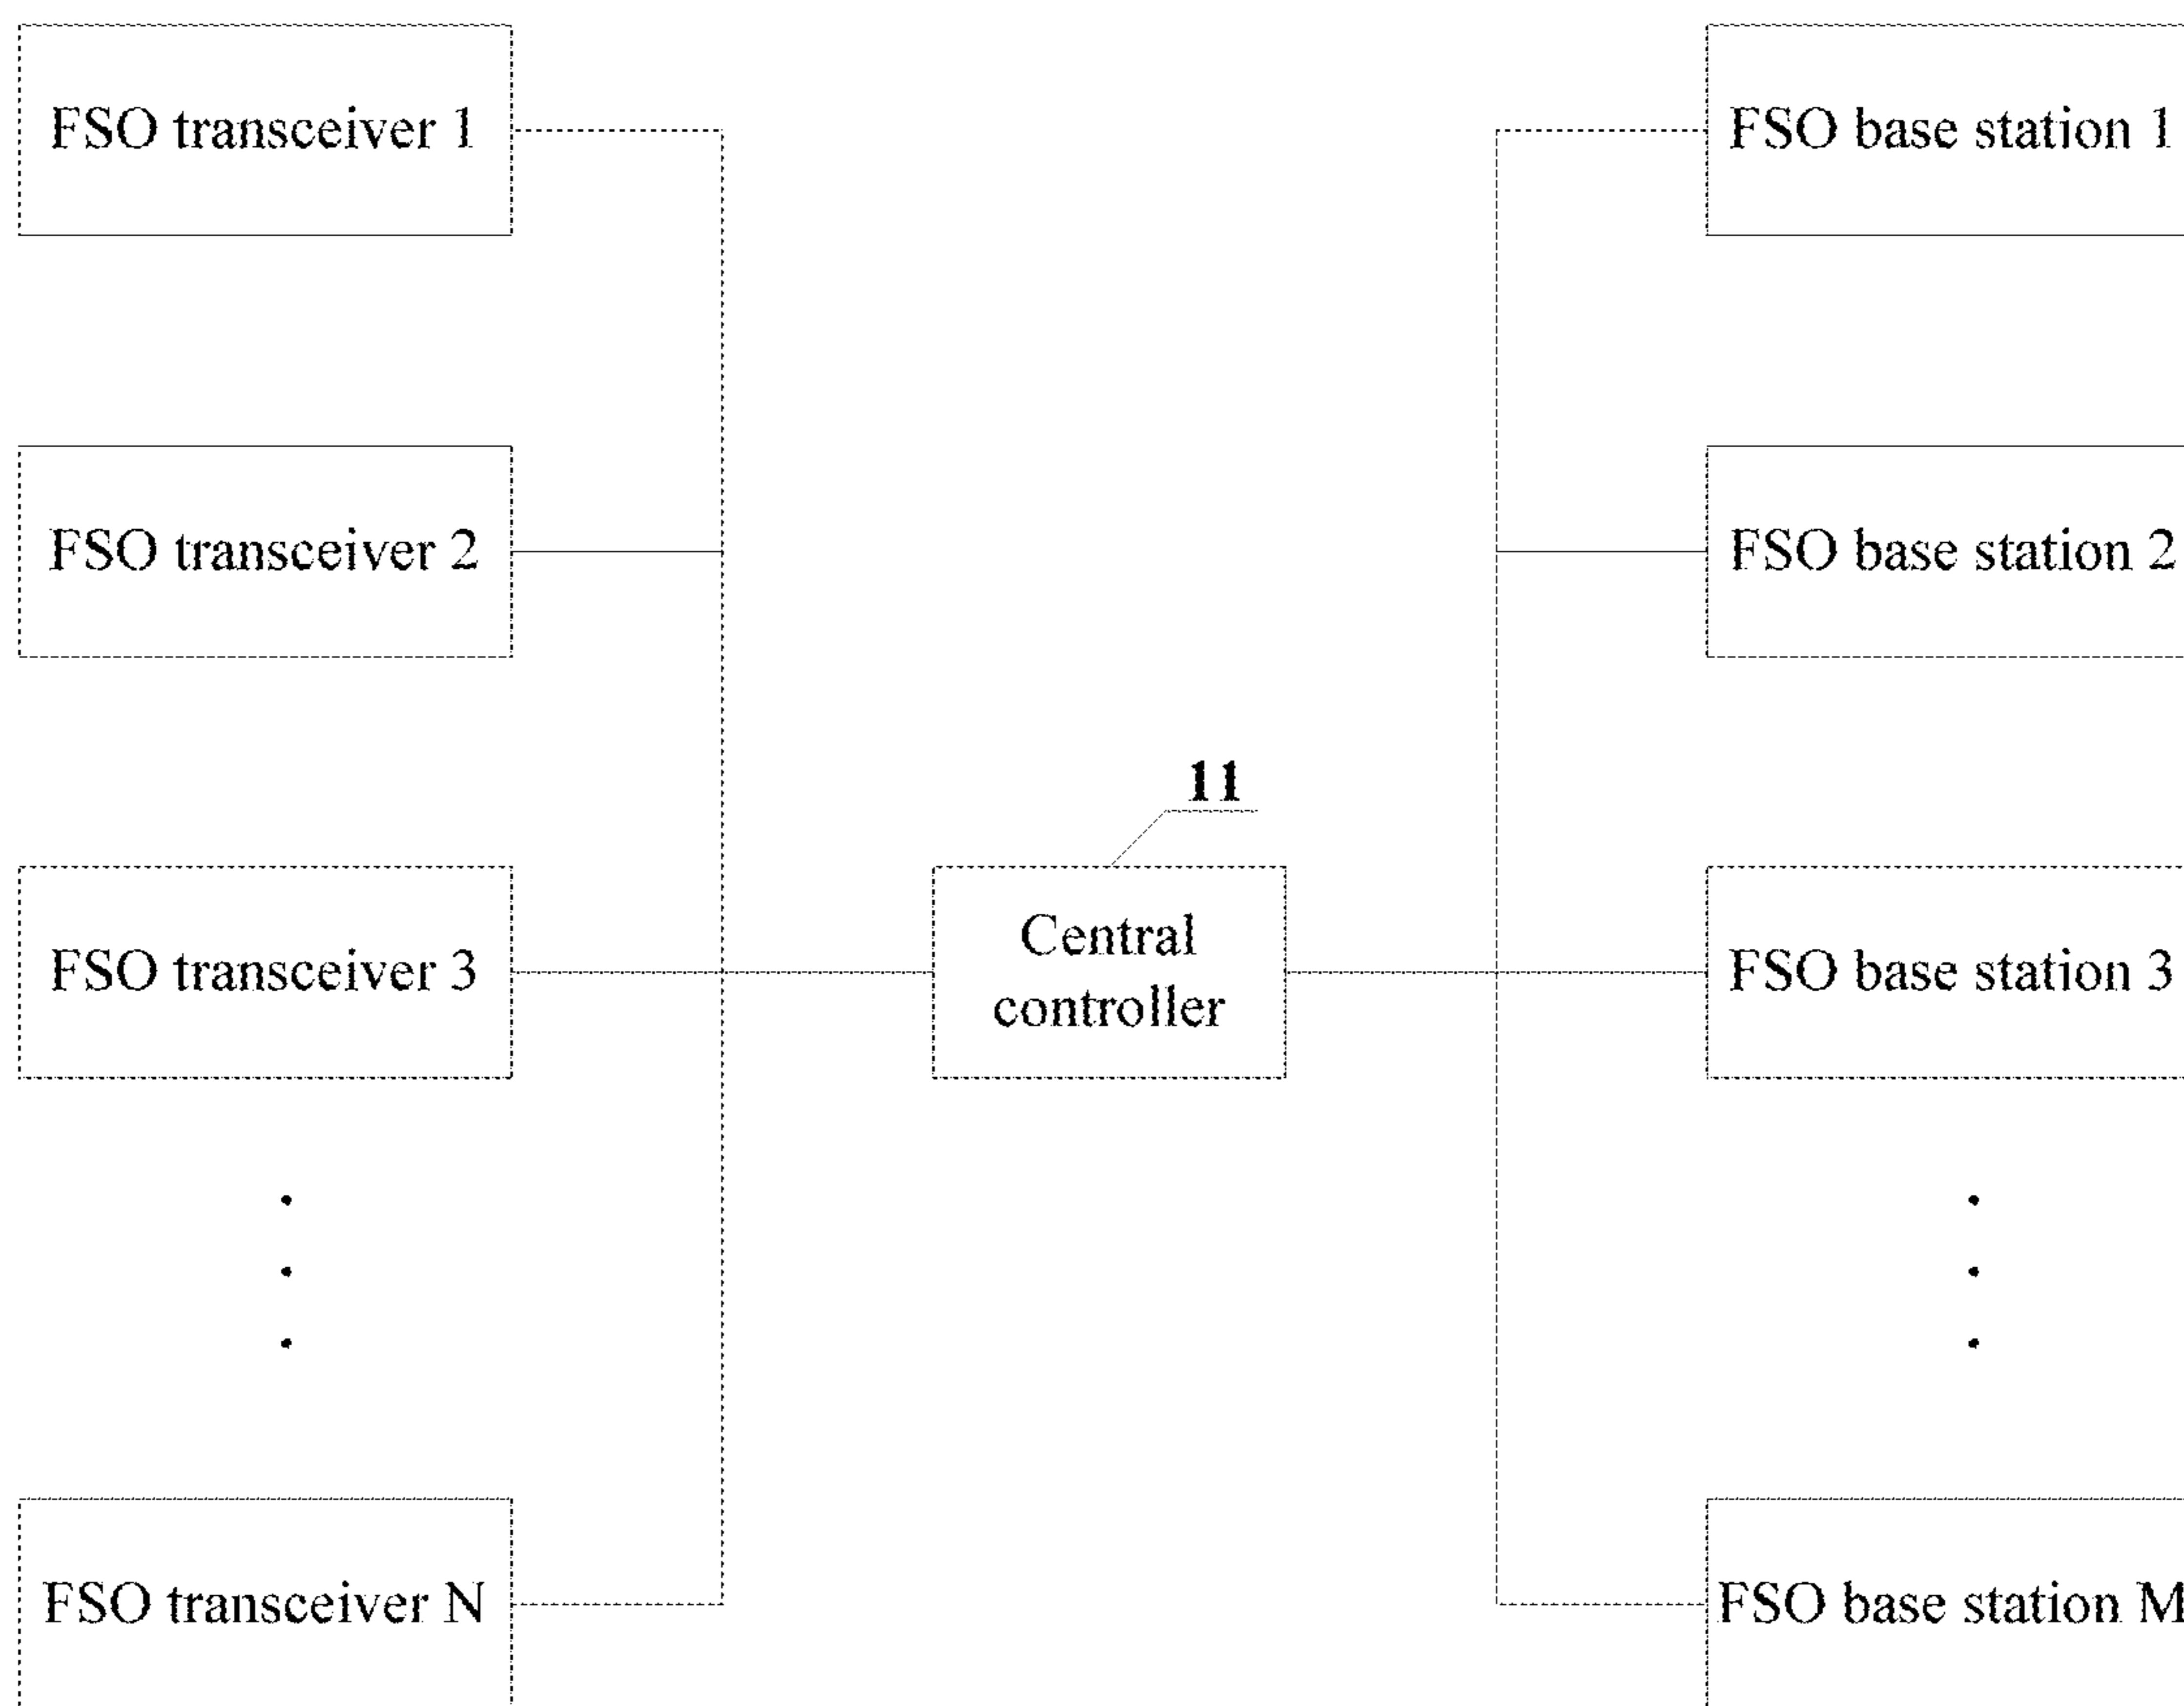 FSO transceiver 1
FSO base station 1
FSO transceiver 2
FSO base station 2
11
FSO transceiver 3
Central
controller
FSO base station 3
FSO transceiver N
FSO base station M